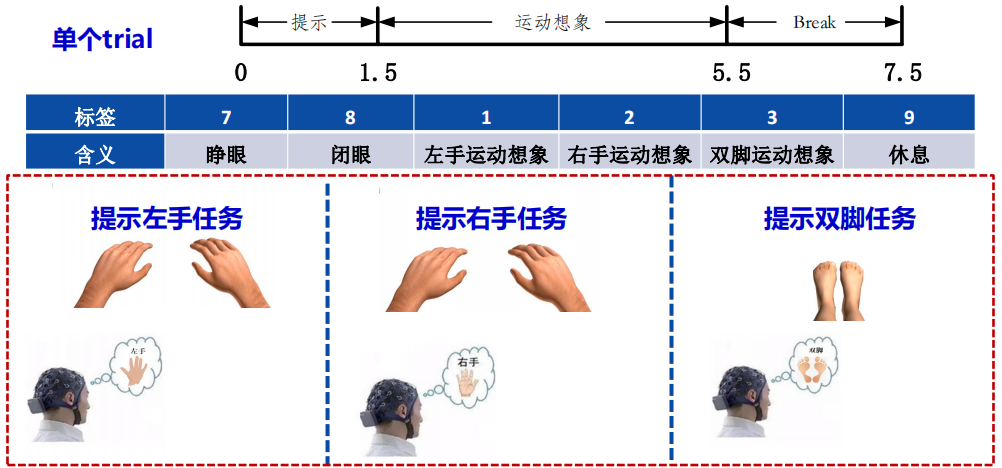 单个trial
提示 运动想象 Break
0 1.5 5.5 7.5
标签 7 8 1 2 3 9
含义 睁眼 闭眼 左手运动想象 右手运动想象 双脚运动想象 休息
提示左手任务 提示右手任务 提示双脚任务
左手 右手 双脚